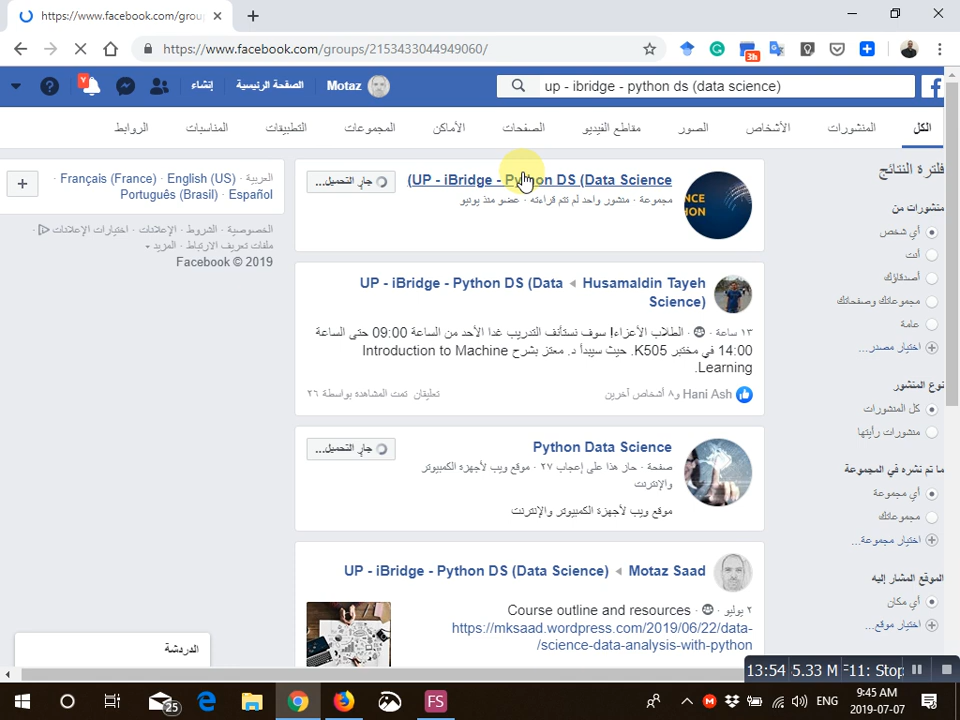 https://www.facebook.com/grou
https://www.facebook.com/groups/2153433044949060/
3h
Motaz
الصفحة الرئيسية
إنشاء
٢
up - ibridge - python ds (data science)
الكل
المنشورات
الأشخاص
الصور
مقاطع الفيديو
الصفحات
الأماكن
المجموعات
التطبيقات
المناسبات
الروابط
فلترة النتائج
منشورات من
أي شخص
أنت
أصدقاؤك
مجموعاتك وصفحاتك
عامة
اختيار مصدر...
نوع المنشور
كل المنشورات
منشورات رأيتها
ما تم نشره في المجموعة
أي مجموعة
مجموعاتك
اختيار مجموعة...
الموقع المشار إليه
أي مكان
اختيار موقع...
(UP - iBridge - Python DS (Data Science
مجموعة · منشور واحد لم تتم قراءته · عضو منذ يونيو
جارٍ التحميل...
NCE
ION
Husamaldin Tayeh ◄ UP - iBridge - Python DS (Data
Science)
١٣ ساعة · الطلاب الأعزاء! سوف نستأنف التدريب غدا الأحد من الساعة 09:00 حتى الساعة
14:00 في مختبر K505. حيث سيبدأ د. معتز بشرح Introduction to Machine
Learning.
Hani Ash و٨ أشخاص آخرين
تعليقان · تمت المشاهدة بواسطة ٢٦
Python Data Science
صفحة · حاز هذا على إعجاب ٢٧ · موقع ويب لأجهزة الكمبيوتر
والإنترنت
موقع ويب لأجهزة الكمبيوتر والإنترنت
جارٍ التحميل...
Motaz Saad ◄ UP - iBridge - Python DS (Data Science)
٢ يوليو · Course outline and resources
https://mksaad.wordpress.com/2019/06/22/data-
science-data-analysis-with-python/
العربية · English (US) · Français (France)
Español · Português (Brasil)
الخصوصية · الشروط · الإعلانات · اختيارات الإعلانات ·
ملفات تعريف الارتباط · المزيد
Facebook © 2019
الدردشة
13:54 5.33 M F11: Stop
25
FS
ENG
9:45 AM
2019-07-07